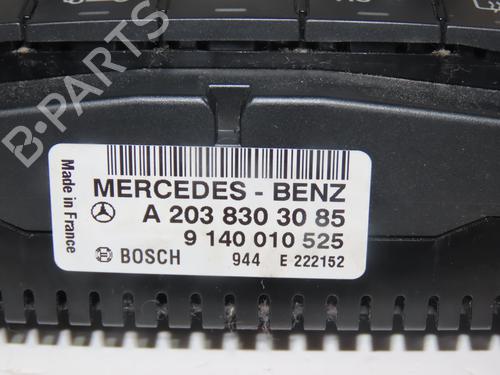 B-PARTS
Made in France
MERCEDES - BENZ
A 203 830 30 85
9 140 010 525
BOSCH 944 E 222152